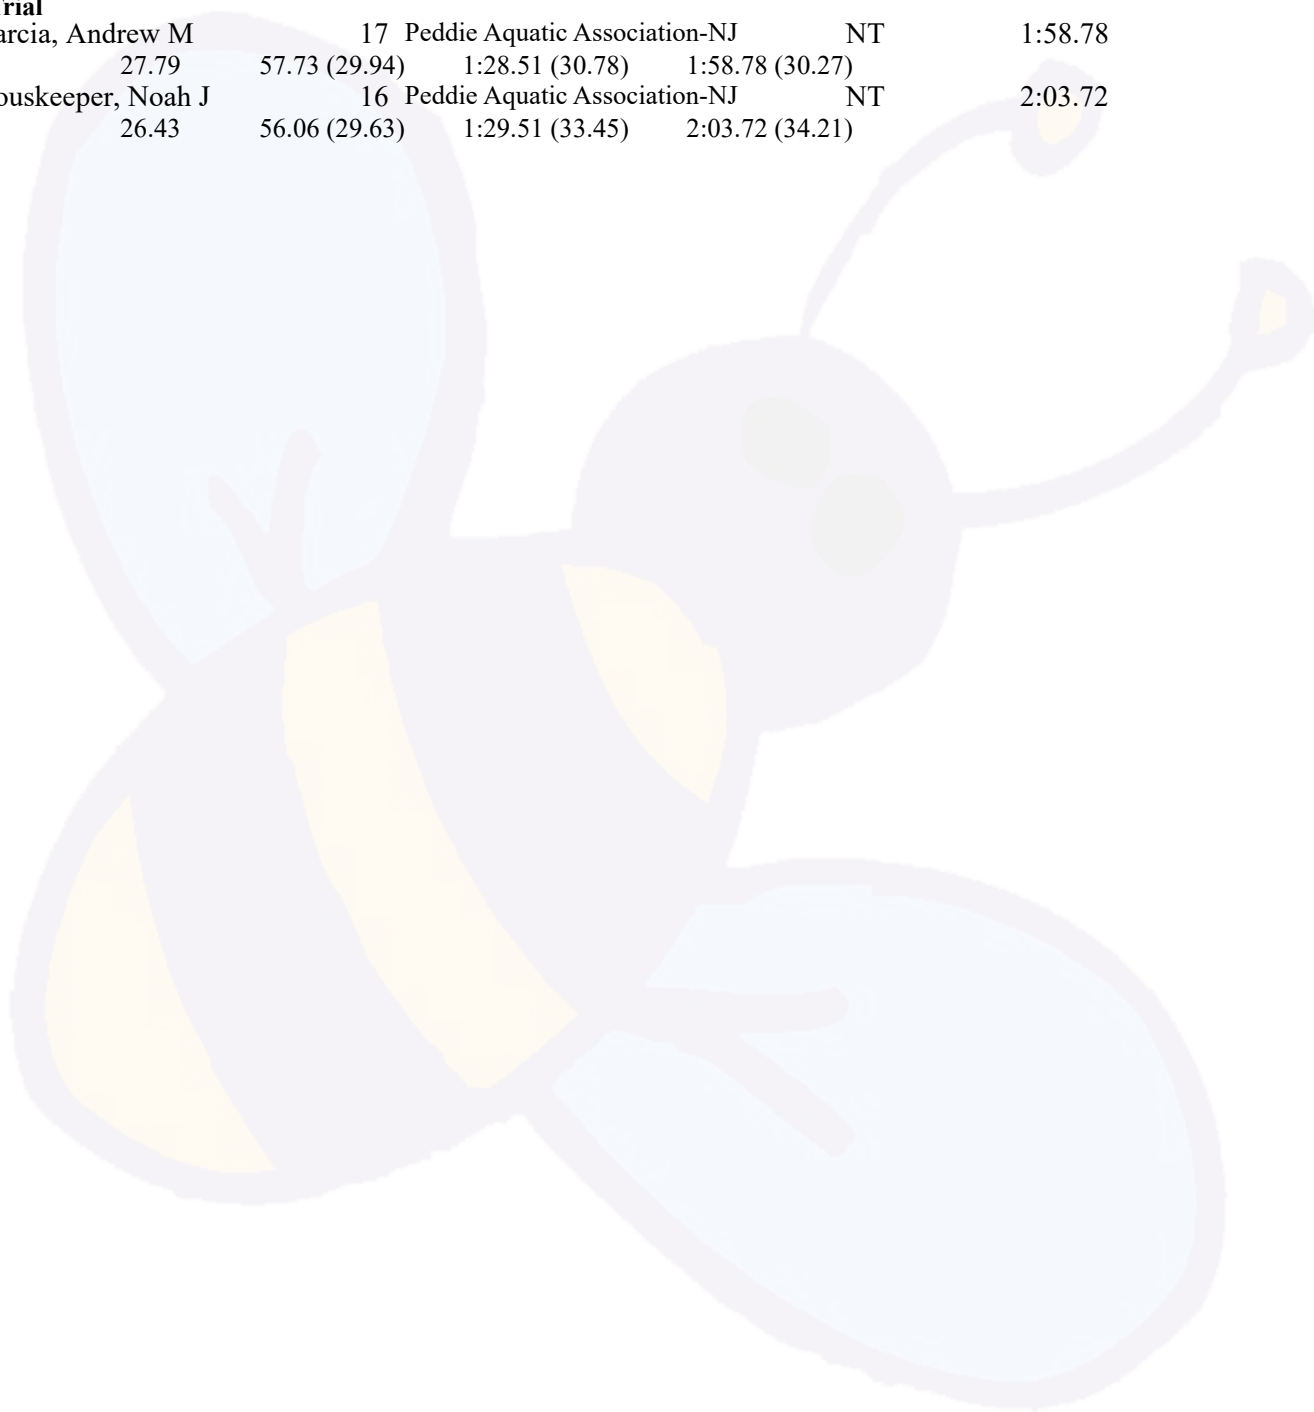 Trial
arcia, Andrew M 17 Peddie Aquatic Association-NJ NT 1:58.78
27.79 57.73 (29.94) 1:28.51 (30.78) 1:58.78 (30.27)
ouskeeper, Noah J 16 Peddie Aquatic Association-NJ NT 2:03.72
26.43 56.06 (29.63) 1:29.51 (33.45) 2:03.72 (34.21)